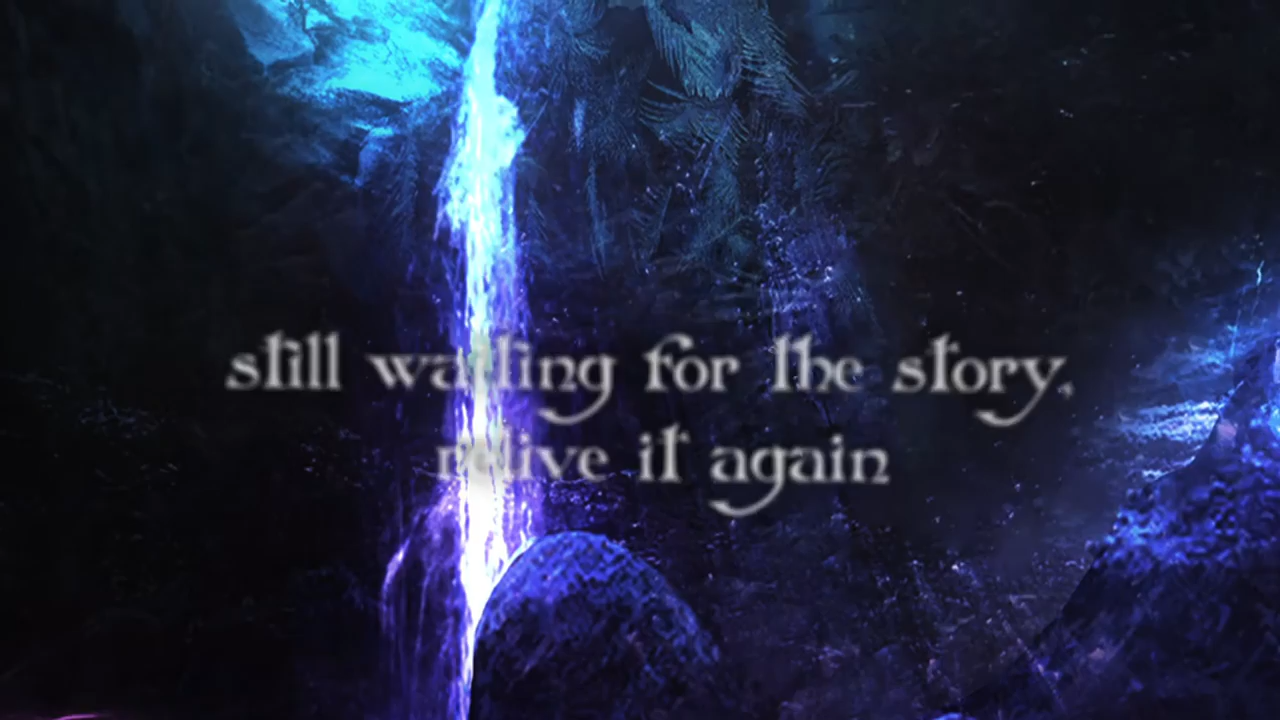 still waiting for the story,
relive it again